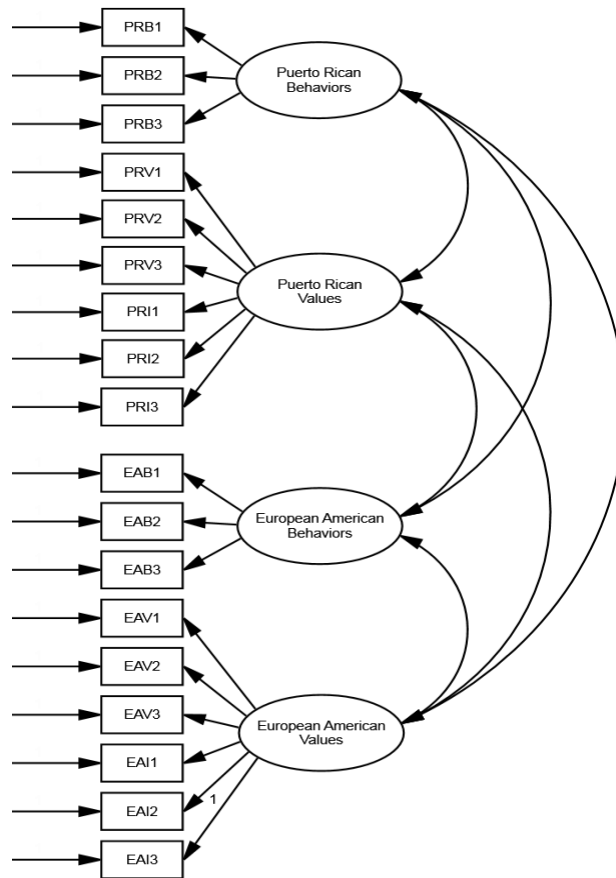 PRB1
PRB2
PRB3
Puerto Rican
Behaviors
PRV1
PRV2
PRV3
PRI1
PRI2
PRI3
Puerto Rican
Values
EAB1
EAB2
EAB3
European American
Behaviors
EAV1
EAV2
EAV3
EAI1
EAI2
EAI3
European American
Values
1